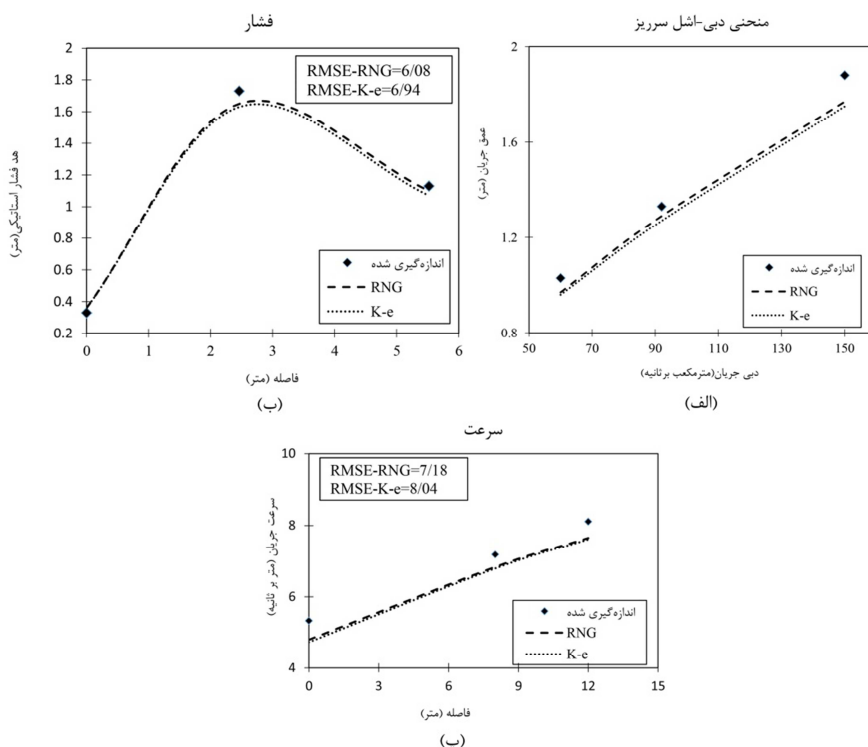 منحنی دبی-اشل سرریز
عمق جریان (متر)
2
1.6
1.2
0.8
50 70 90 110 130 150
دبی جریان(مترمکعب برثانیه)
اندازه‌گیری شده
RNG
K-e
(الف)
فشار
RMSE-RNG=6/08
RMSE-K-e=6/94
هد فشار استاتیکی(متر)
2
1.8
1.6
1.4
1.2
1
0.8
0.6
0.4
0.2
0 1 2 3 4 5 6
فاصله (متر)
اندازه‌گیری شده
RNG
K-e
(ب)
سرعت
RMSE-RNG=7/18
RMSE-K-e=8/04
سرعت جریان (متر بر ثانیه)
10
8
6
4
0 3 6 9 12 15
فاصله (متر)
اندازه‌گیری شده
RNG
K-e
(ب)